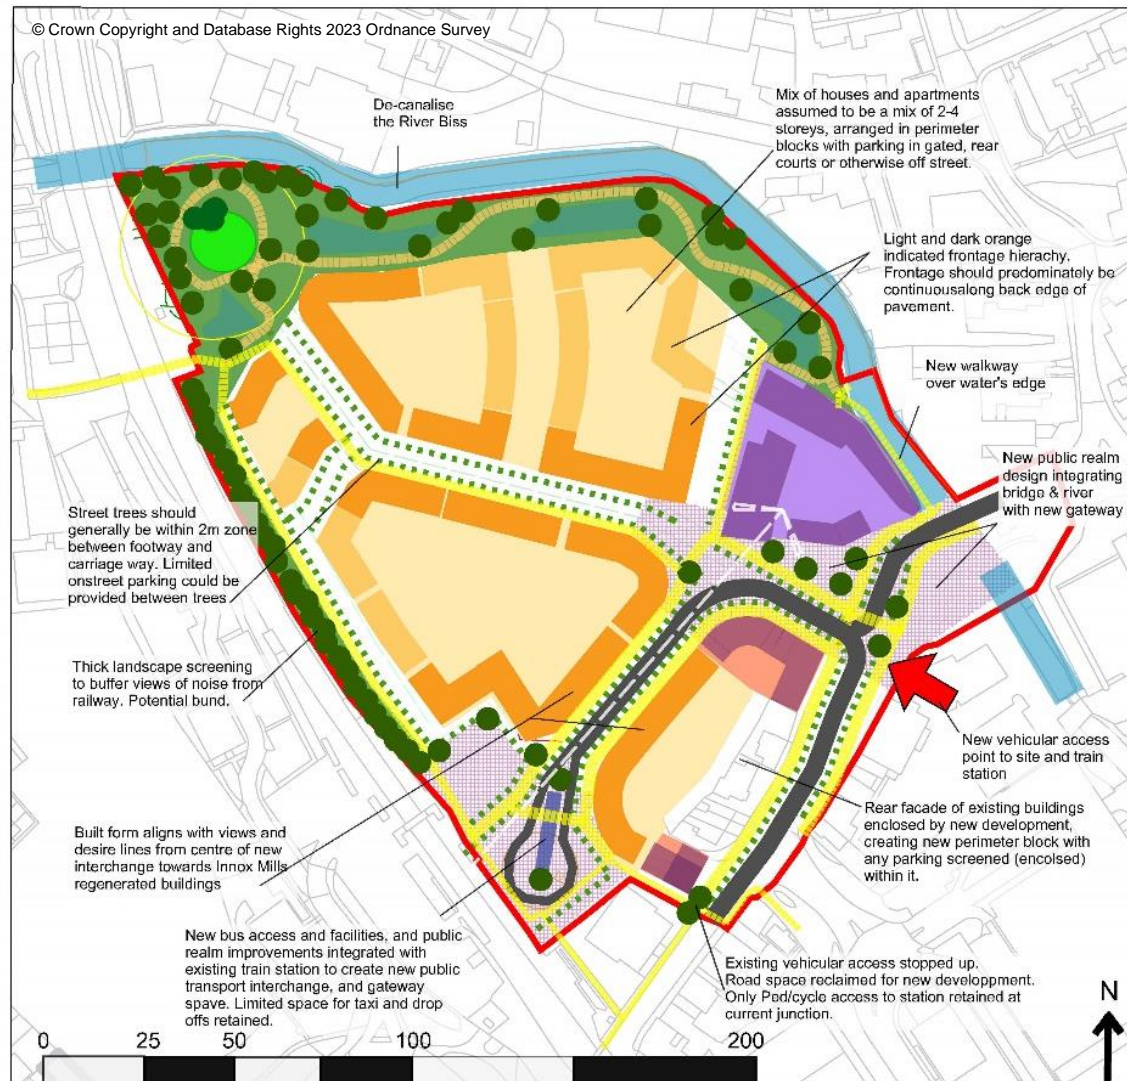 © Crown Copyright and Database Rights 2023 Ordnance Survey
De-canalise
the River Biss
Mix of houses and apartments
assumed to be a mix of 2-4
storeys, arranged in perimeter
blocks with parking in gated, rear
courts or otherwise off street.
Light and dark orange
indicated frontage hierachy.
Frontage should predominately be
continuousalong back edge of
pavement.
New walkway
over water's edge
New public realm
design integrating
bridge & river
with new gateway
Street trees should
generally be within 2m zone
between footway and
carriage way. Limited
onstreet parking could be
provided between trees
Thick landscape screening
to buffer views of noise from
railway. Potential bund.
New vehicular access
point to site and train
station
Rear facade of existing buildings
enclosed by new development,
creating new perimeter block with
any parking screened (encolsed)
within it.
Built form aligns with views and
desire lines from centre of new
interchange towards Innox Mills
regenerated buildings
New bus access and facilities, and public
realm improvements integrated with
existing train station to create new public
transport interchange, and gateway
spave. Limited space for taxi and drop
offs retained.
Existing vehicular access stopped up.
Road space reclaimed for new developpment.
Only Ped/cycle access to station retained at
current junction.
N
0 25 50 100 200